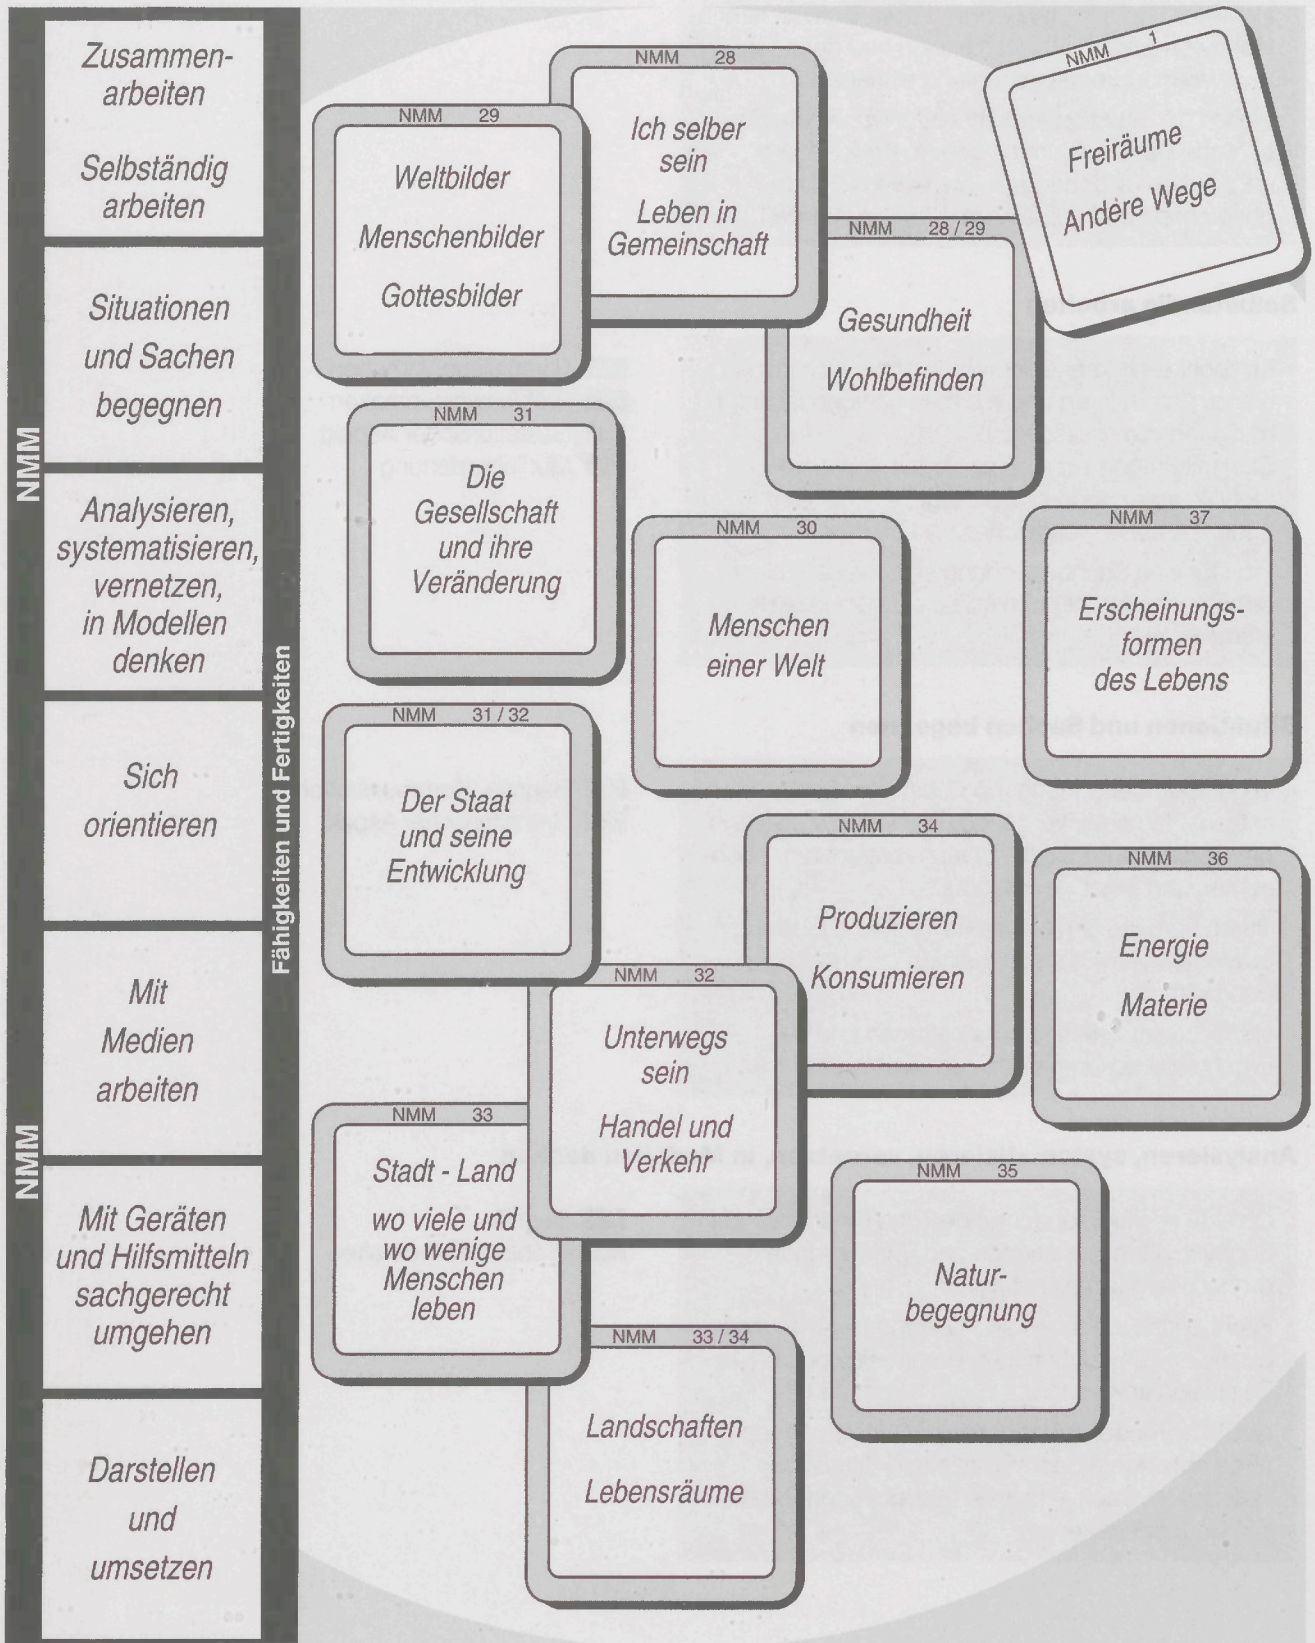 NMM
NMM
Fähigkeiten und Fertigkeiten
Zusammen-
arbeiten
Selbständig
arbeiten
Situationen
und Sachen
begegnen
Analysieren,
systematisieren,
vernetzen,
in Modellen
denken
Sich
orientieren
Mit
Medien
arbeiten
Mit Geräten
und Hilfsmitteln
sachgerecht
umgehen
Darstellen
und
umsetzen
NMM 29
Weltbilder
Menschenbilder
Gottesbilder
NMM 28
Ich selber
sein
Leben in
Gemeinschaft
NMM 1
Freiräume
Andere Wege
NMM 28 / 29
Gesundheit
Wohlbefinden
NMM 31
Die
Gesellschaft
und ihre
Veränderung
NMM 30
Menschen
einer Welt
NMM 37
Erscheinungs-
formen
des Lebens
NMM 31 / 32
Der Staat
und seine
Entwicklung
NMM 34
Produzieren
Konsumieren
NMM 36
Energie
Materie
NMM 32
Unterwegs
sein
Handel und
Verkehr
NMM 33
Stadt - Land
wo viele und
wo wenige
Menschen
leben
NMM 35
Natur-
begegnung
NMM 33 / 34
Landschaften
Lebensräume